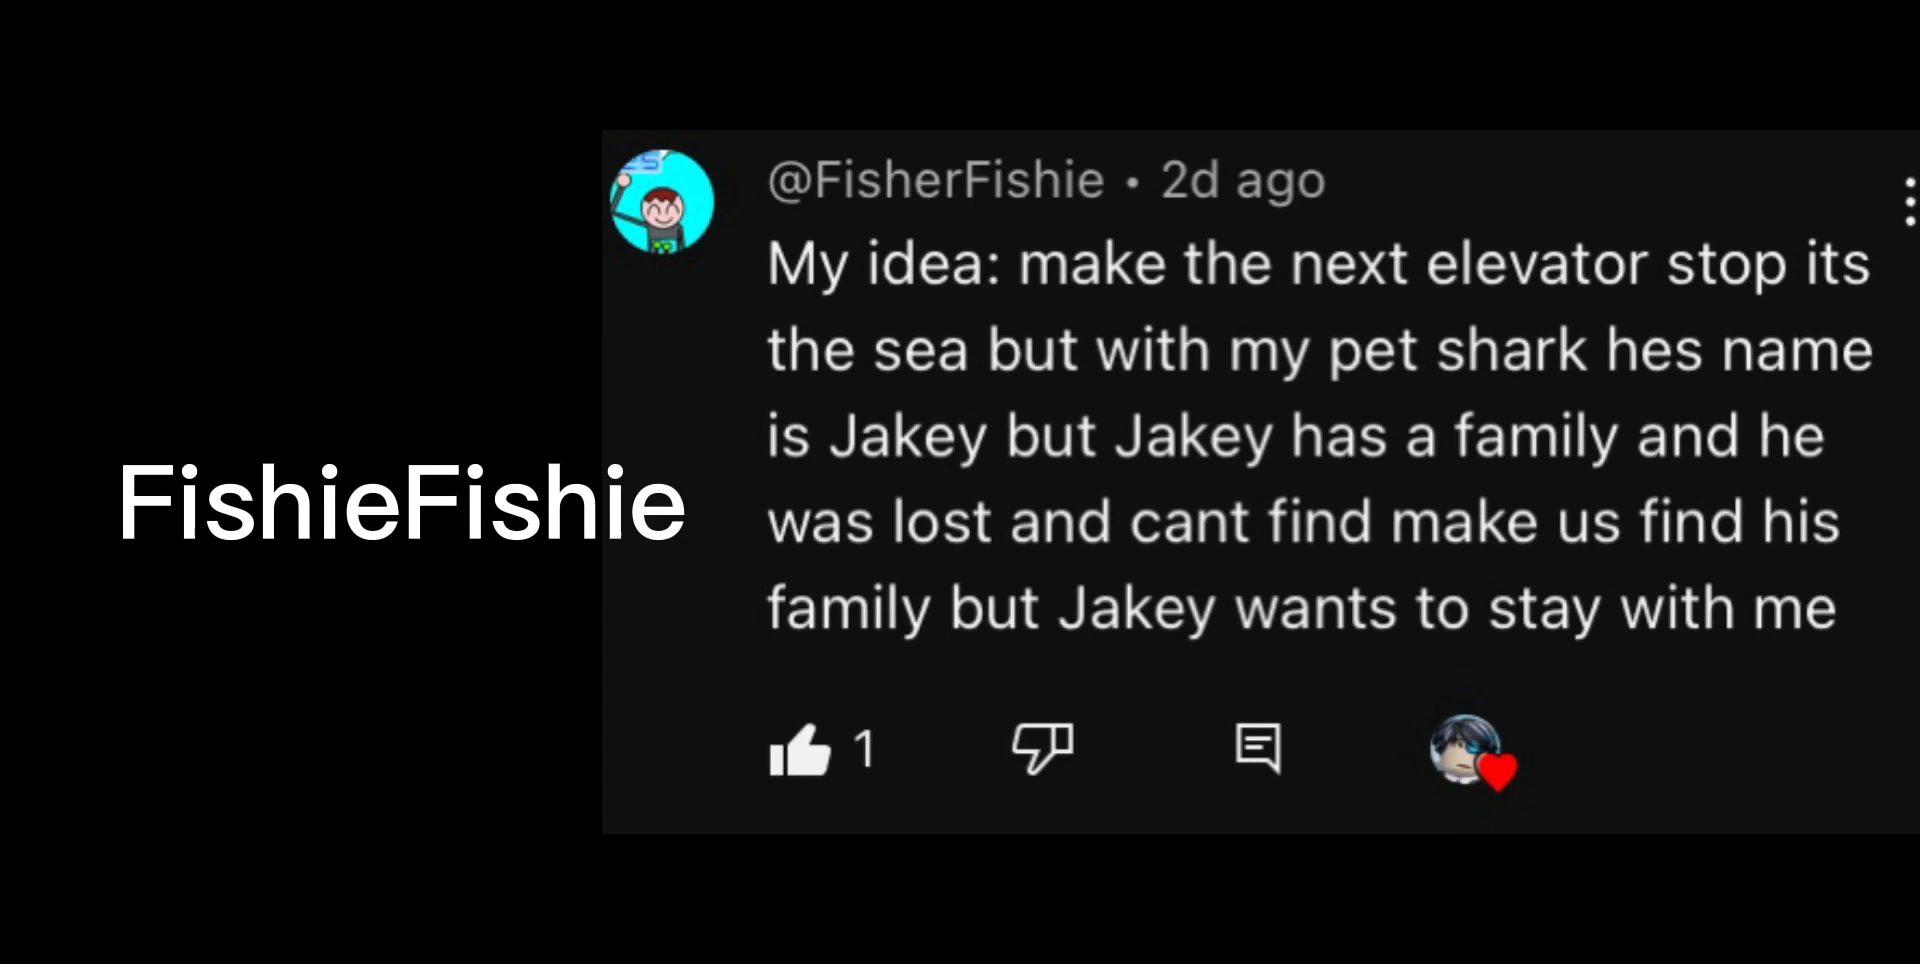 @FisherFishie • 2d ago
My idea: make the next elevator stop its
the sea but with my pet shark hes name
is Jakey but Jakey has a family and he
was lost and cant find make us find his
family but Jakey wants to stay with me
FishieFishie
1